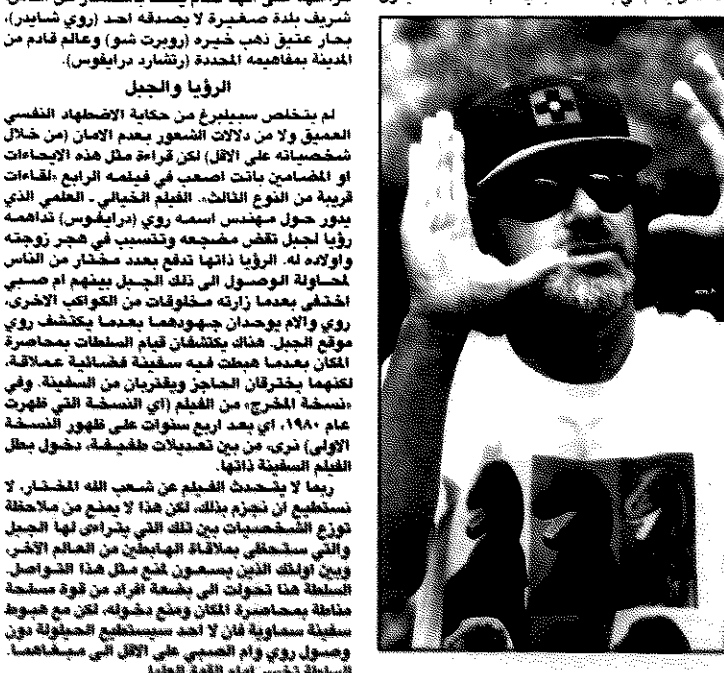 شريف بلدة صغيرة لا يصدقه احد (روي شايدر)،
بحار عتيق ذهب خيره (روبرت شو) وعالم قادم من
المدينة بمفاهيمه المحددة (رتشارد درايفوس).
الرؤيا والجبل
لم يتخلص سبيلبرغ من حكاية الاضطهاد النفسي
العميق ولا من دلالات الشعور بعدم الامان (من خلال
شخصياته على الاقل) لكن قراءة مثل هذه الايحاءات
او المضامين باتت اصعب في فيلمه الرابع «لقاءات
قريبة من النوع الثالث». الفيلم الخيالي ـ العلمي الذي
يدور حول مهندس اسمه روي (درايفوس) تداهمه
رؤيا لجبل تقض مضجعه وتتسبب في هجر زوجته
واولاده له. الرؤيا ذاتها تدفع بعدد مختار من الناس
لمحاولة الوصول الى ذلك الجبل بينهم ام صبي
اختفى بعدما زارته مخلوقات من الكواكب الاخرى.
روي والام يوحدان جهودهما بعدما يكتشف روي
موقع الجبل. هناك يكتشفان قيام السلطات بمحاصرة
المكان بعدما هبطت فيه سفينة فضائية عملاقة،
لكنهما يخترقان الحاجز ويقتربان من السفينة. وفي
«نسخة المخرج» من الفيلم (اي النسخة التي ظهرت
عام ١٩٨٠، اي بعد اربع سنوات على ظهور النسخة
الاولى) نرى، من بين تعديلات طفيفة، دخول بطل
الفيلم السفينة ذاتها.
ربما لا يتحدث الفيلم عن شعب الله المختار، لا
نستطيع ان نجزم بذلك، لكن هذا لا يمنع من ملاحظة
توزع الشخصيات بين تلك التي يتراءى لها الجبل
والتي ستحظى بملاقاة الهابطين من العالم الآخر،
وبين اولئك الذين يسعون لمنع مثل هذا التواصل.
السلطة هنا تحولت الى بضعة افراد من قوة مسلحة
مناطة بمحاصرة المكان ومنع دخوله، لكن مع هبوط
سفينة سماوية فان لا احد سيستطيع الحيلولة دون
وصول روي وام الصبي على الاقل الى مبتغاهما.
السلطة تخسر امام القوة العليا.